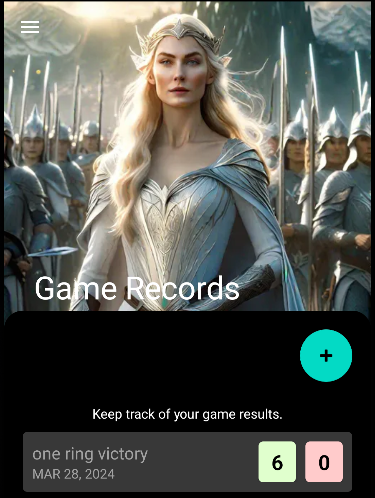 Game Records
+
Keep track of your game results.
one ring victory
MAR 28, 2024
6 0